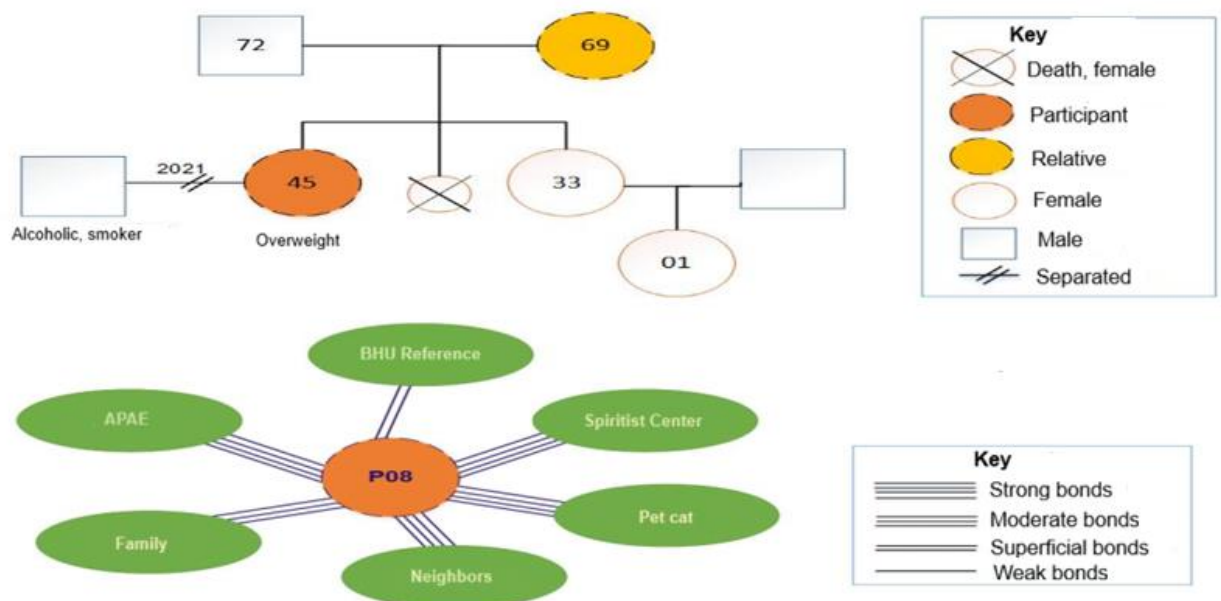 72
69
2021
45
33
01
Alcoholic, smoker
Overweight
Key
Death, female
Participant
Relative
Female
Male
Separated
BHU Reference
APAE
Spiritist Center
P08
Family
Pet cat
Neighbors
Key
Strong bonds
Moderate bonds
Superficial bonds
Weak bonds